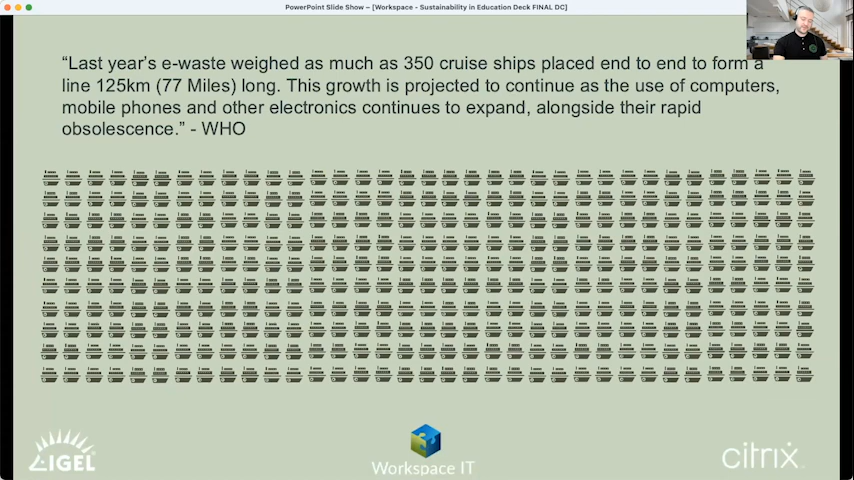 PowerPoint Slide Show – [Workspace - Sustainability in Education Deck FINAL DC]
“Last year’s e-waste weighed as much as 350 cruise ships placed end to end to form a
line 125km (77 Miles) long. This growth is projected to continue as the use of computers,
mobile phones and other electronics continues to expand, alongside their rapid
obsolescence.” - WHO
IGEL
Workspace IT
citrix